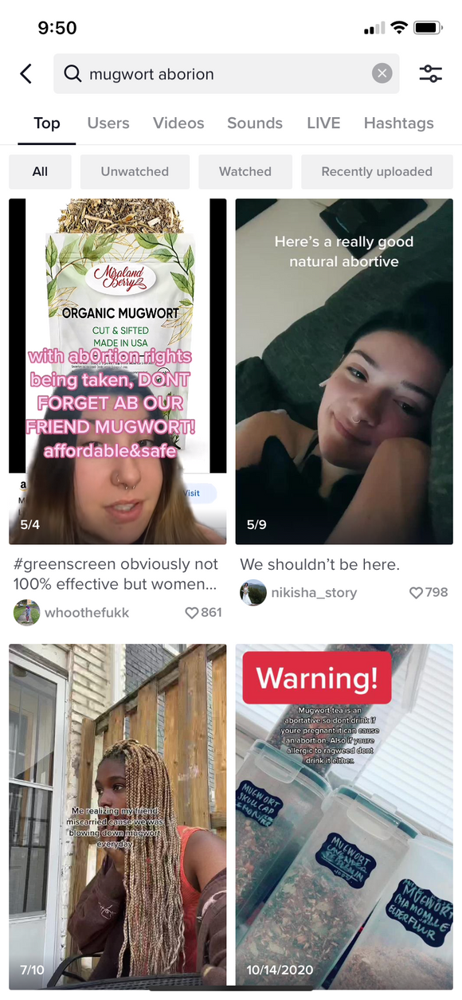 9:50
mugwort aborion
Top Users Videos Sounds LIVE Hashtags
All Unwatched Watched Recently uploaded
Miraland
Berry
ORGANIC MUGWORT
CUT & SIFTED
MADE IN USA
with ab0rtion rights
being taken, DONT
FORGET AB OUR
FRIEND MUGWORT!
affordable&safe
a
Visit
5/4
#greenscreen obviously not
100% effective but women...
whoothefukk 861
Here's a really good
natural abortive
5/9
We shouldn't be here.
nikisha_story 798
Me realizing my friend
miscarried cause we was
blowing down mugwort
everyday
7/10
Warning!
Mugwort tea is an
abortative so dont drink if
youre pregnant it can cause
an abortion. Also if youre
allergic to ragweed dont
drink it either.
MUGWORT
SKULLCAP
MUGWORT
MUGWORT
CHAMOMILE
ELDERFLWR
10/14/2020